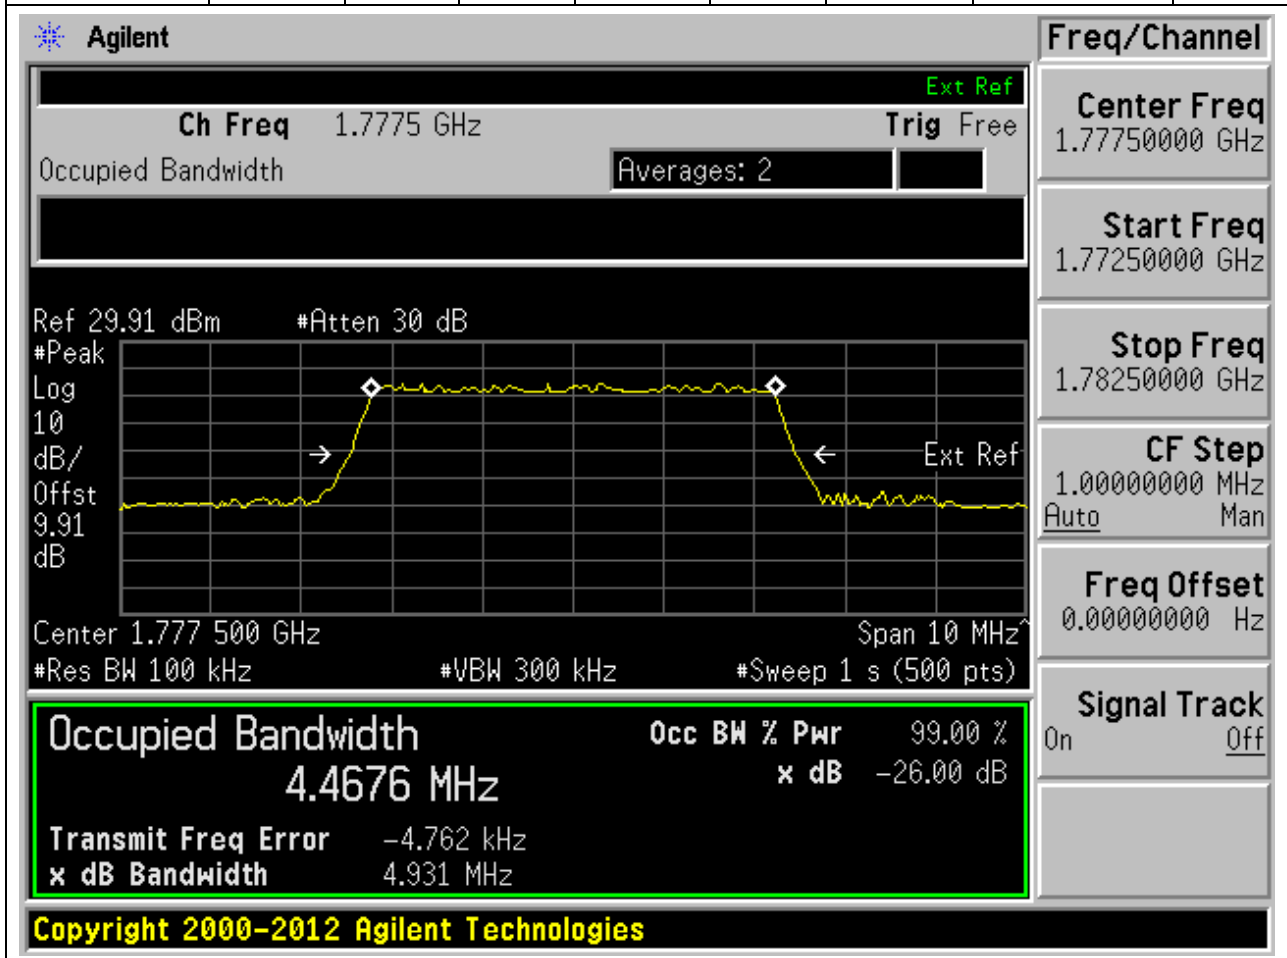 Agilent
Freq/Channel
Ext Ref
Ch Freq 1.7775 GHz Trig Free
Occupied Bandwidth Averages: 2
Center Freq
1.77750000 GHz
Start Freq
1.77250000 GHz
Stop Freq
1.78250000 GHz
CF Step
1.00000000 MHz
Auto Man
Freq Offset
0.00000000 Hz
Signal Track
On Off
Ref 29.91 dBm #Atten 30 dB
#Peak
Log
10
dB/
Offst
9.91
dB
Ext Ref
Center 1.777 500 GHz Span 10 MHz^
#Res BW 100 kHz #VBW 300 kHz #Sweep 1 s (500 pts)
Occupied Bandwidth Occ BW % Pwr 99.00 %
4.4676 MHz x dB -26.00 dB
Transmit Freq Error -4.762 kHz
x dB Bandwidth 4.931 MHz
Copyright 2000-2012 Agilent Technologies